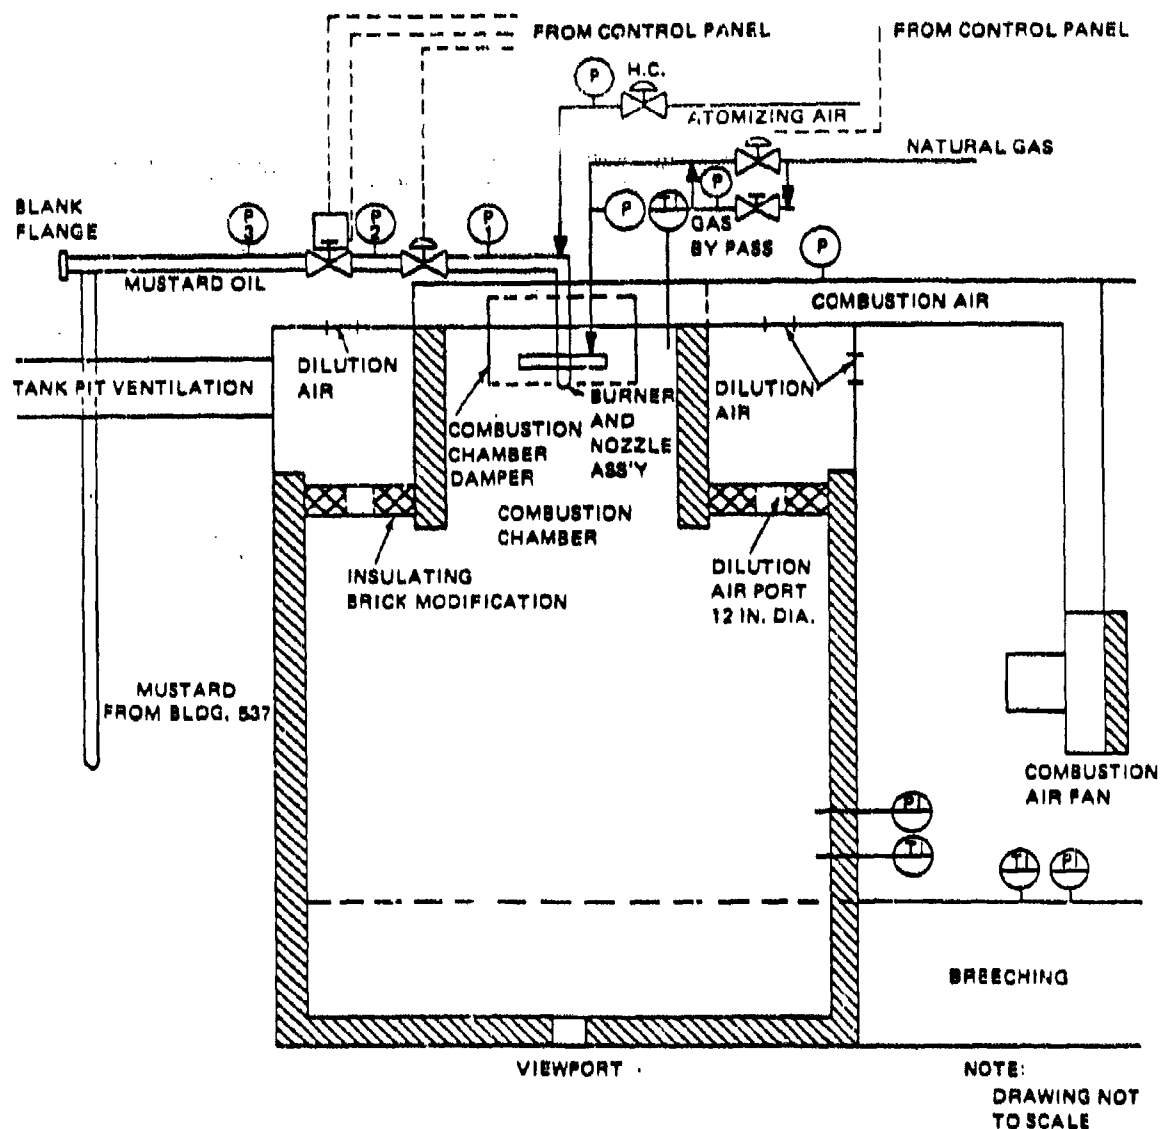 FROM CONTROL PANEL
FROM CONTROL PANEL
P
H.C.
ATOMIZING AIR
NATURAL GAS
P
P
TI
GAS
BY PASS
BLANK
FLANGE
P
3
P
2
P
1
P
MUSTARD OIL
COMBUSTION AIR
TANK PIT VENTILATION
DILUTION
AIR
COMBUSTION
CHAMBER
DAMPER
BURNER
AND
NOZZLE
ASS'Y
DILUTION
AIR
COMBUSTION
CHAMBER
INSULATING
BRICK MODIFICATION
DILUTION
AIR PORT
12 IN. DIA.
MUSTARD
FROM BLDG. 537
COMBUSTION
AIR FAN
PI
TI
TI
PI
BREECHING
VIEWPORT
NOTE:
DRAWING NOT
TO SCALE